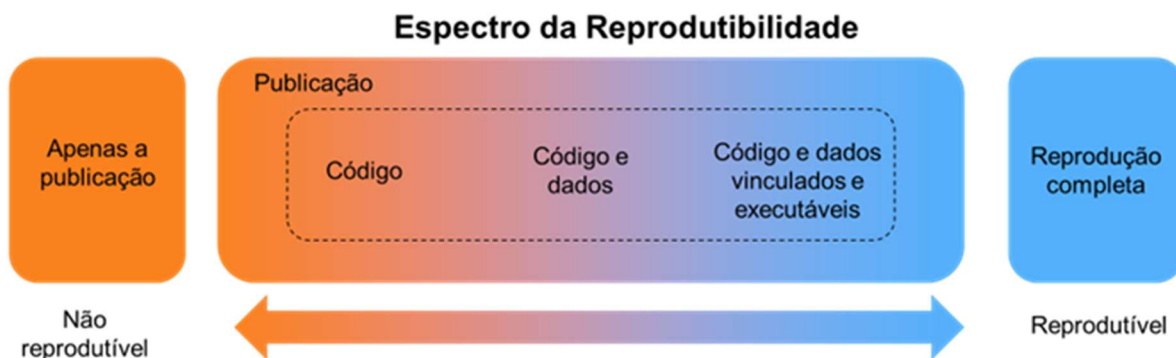 Espectro da Reprodutibilidade
Apenas a
publicação
Publicação
Código
Código e
dados
Código e dados
vinculados e
executáveis
Reprodução
completa
Não
reprodutível
Reprodutível